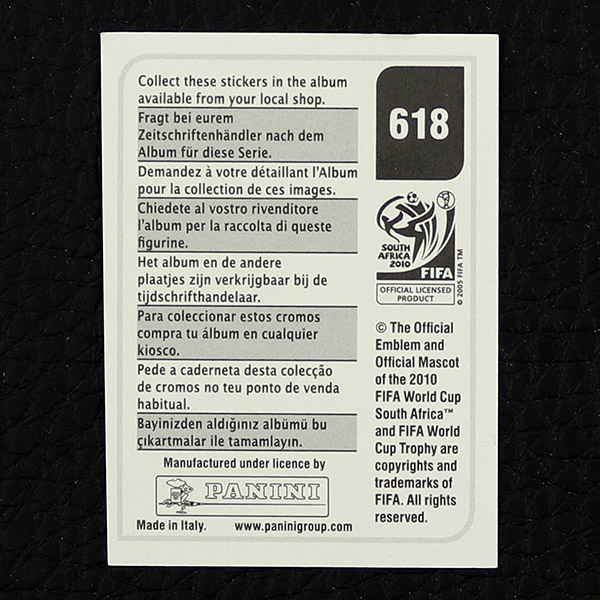 Collect these stickers in the album
available from your local shop.
Fragt bei eurem
Zeitschriftenhändler nach dem
Album für diese Serie.
Demandez à votre détaillant l'Album
pour la collection de ces images.
Chiedete al vostro rivenditore
l'album per la raccolta di queste
figurine.
Het album en de andere
plaatjes zijn verkrijgbaar bij de
tijdschrifthandelaar.
Para coleccionar estos cromos
compra tu álbum en cualquier
kiosco.
Pede a caderneta desta colecção
de cromos no teu ponto de venda
habitual.
Bayinizden aldığınız albümü bu
çıkartmalar ile tamamlayın.
Manufactured under licence by
PANINI
Made in Italy. www.paninigroup.com
618
SOUTH
AFRICA
2010
FIFA
OFFICIAL LICENSED
PRODUCT
© 2005 FIFA TM
© The Official
Emblem and
Official Mascot
of the 2010
FIFA World Cup
South Africa™
and FIFA World
Cup Trophy are
copyrights and
trademarks of
FIFA. All rights
reserved.